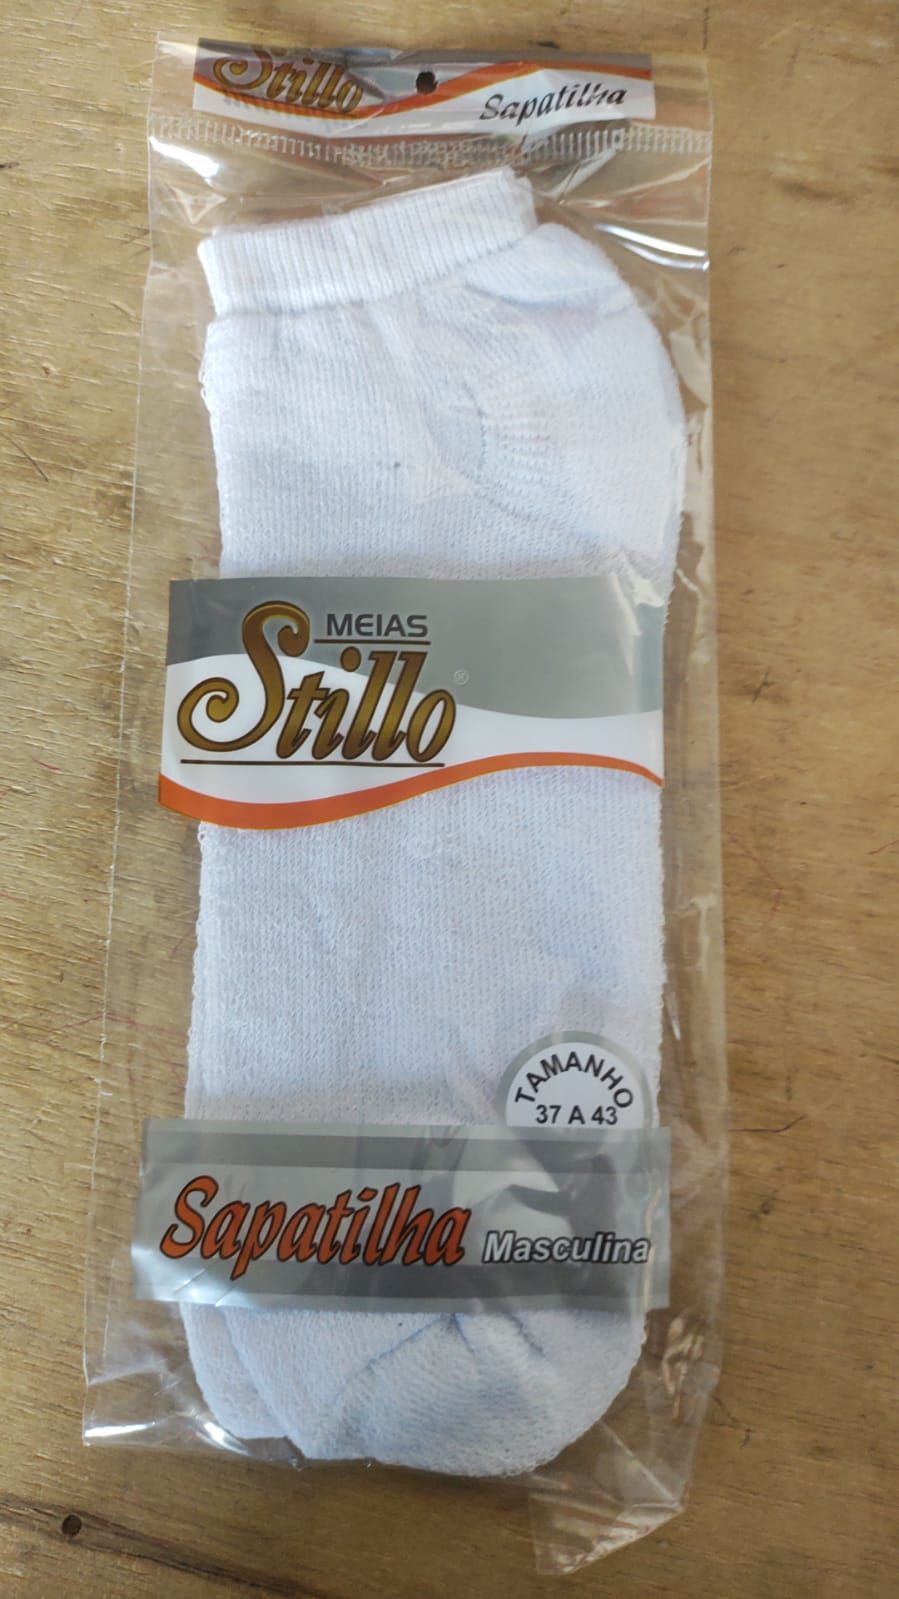 Stillo
Sapatilha
MEIAS
Stillo®
TAMANHO
37 A 43
Sapatilha Masculina